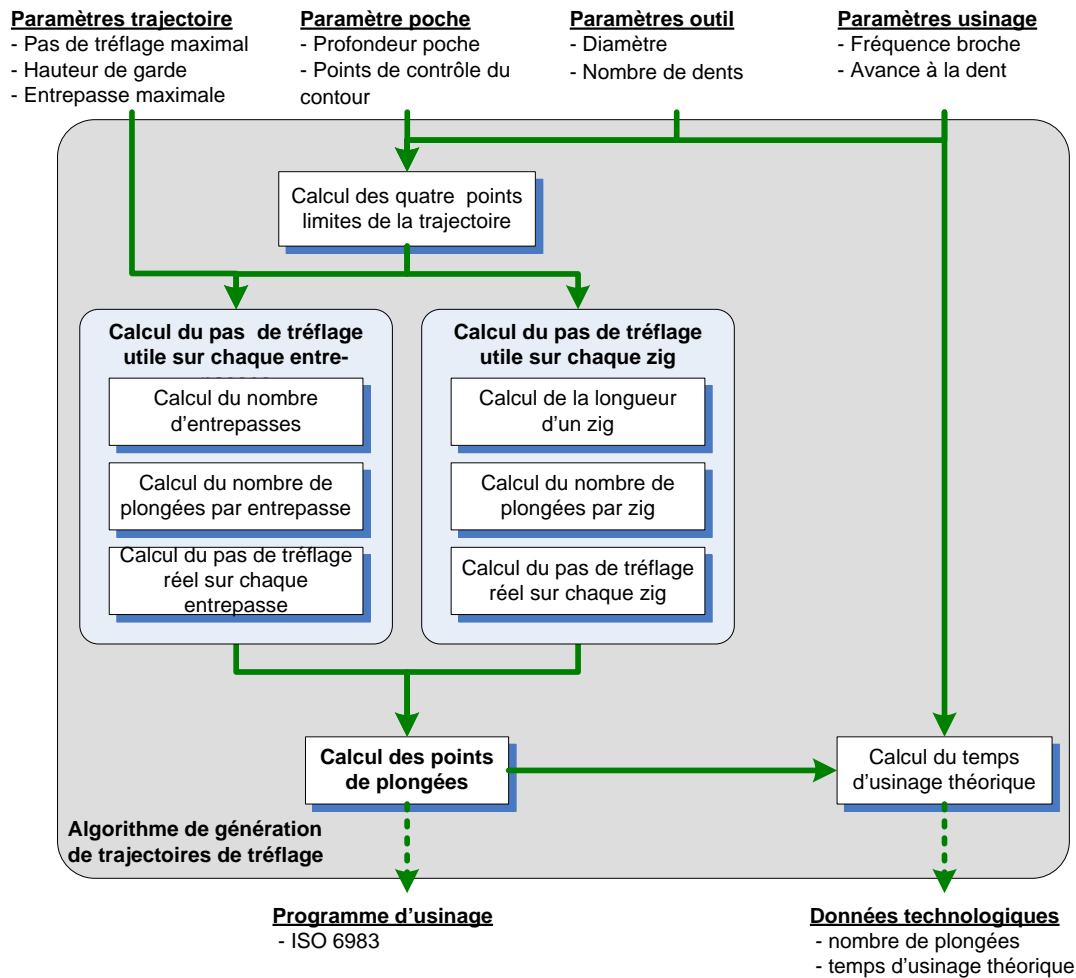 Paramètres trajectoire
- Pas de tréflage maximal
- Hauteur de garde
- Entrepasse maximale
Paramètre poche
- Profondeur poche
- Points de contrôle du
contour
Paramètres outil
- Diamètre
- Nombre de dents
Paramètres usinage
- Fréquence broche
- Avance à la dent
Calcul des quatre points
limites de la trajectoire
Calcul du pas de tréflage
utile sur chaque entre-
Calcul du nombre
d'entrepasses
Calcul du nombre de
plongées par entrepasse
Calcul du pas de tréflage
réel sur chaque
entrepasse
Calcul du pas de tréflage
utile sur chaque zig
Calcul de la longueur
d'un zig
Calcul du nombre de
plongées par zig
Calcul du pas de tréflage
réel sur chaque zig
Calcul des points
de plongées
Calcul du temps
d'usinage théorique
Algorithme de génération
de trajectoires de tréflage
Programme d'usinage
- ISO 6983
Données technologiques
- nombre de plongées
- temps d'usinage théorique